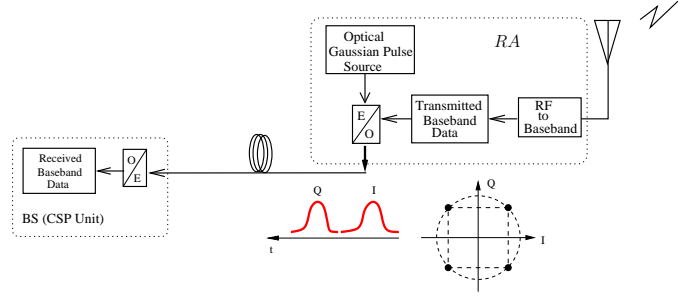 Optical
Gaussian Pulse
Source
RA
E
O
Transmitted
Baseband
Data
RF
to
Baseband
Received
Baseband
Data
O
E
BS (CSP Unit)
Q
I
t
Q
I